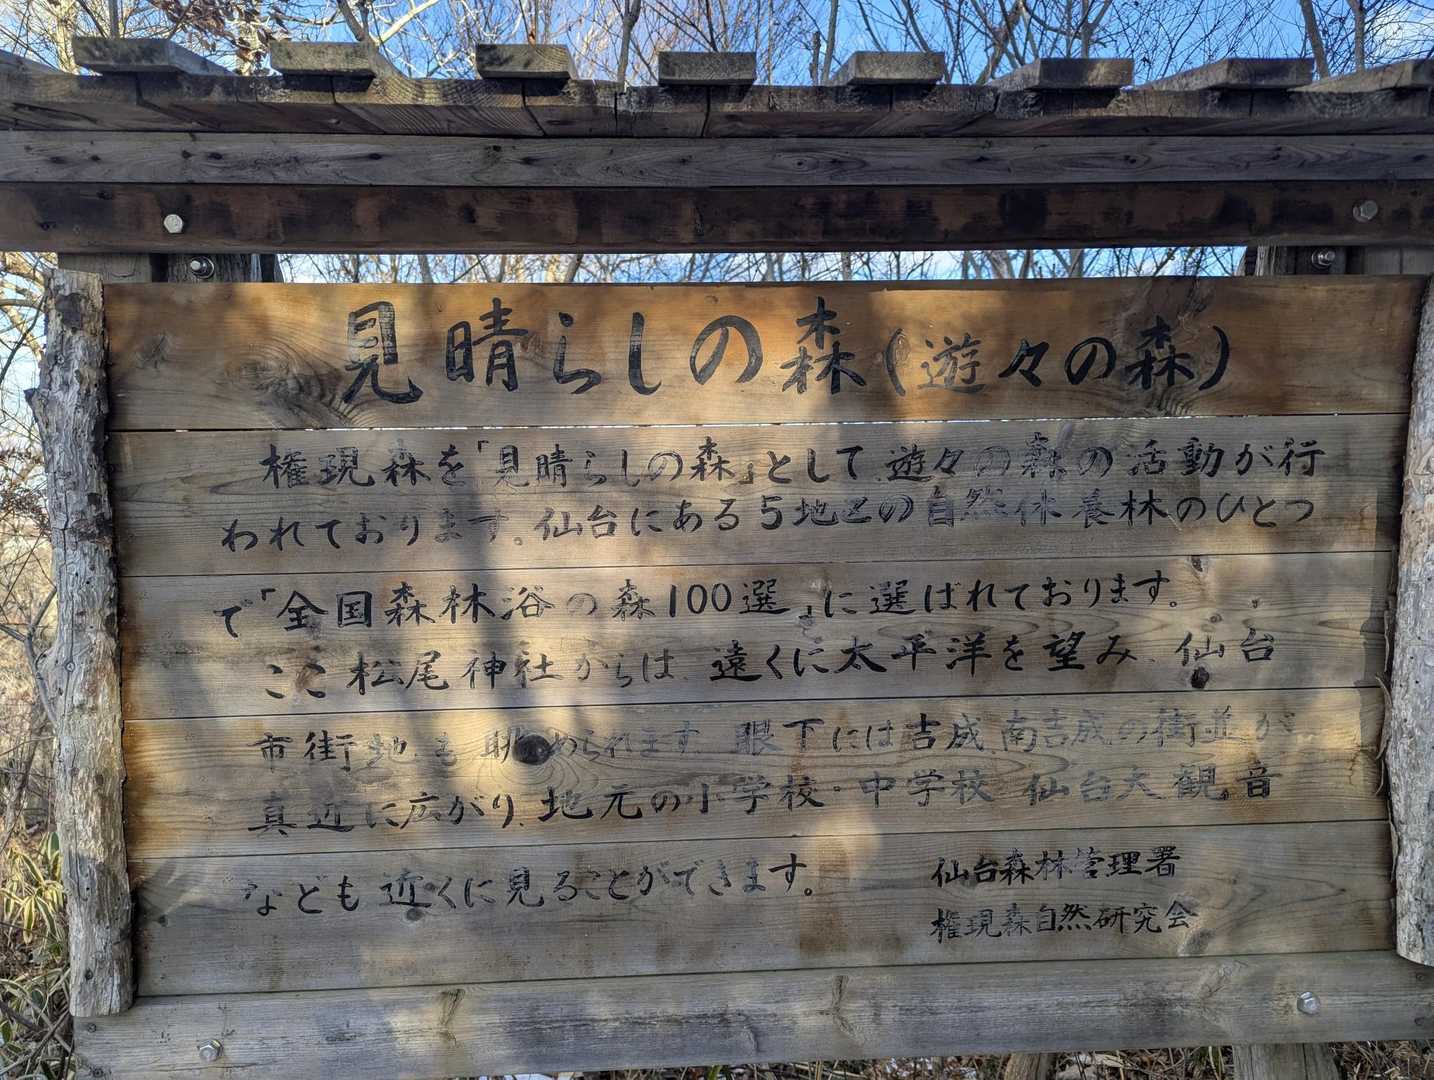 見晴らしの森(遊々の森)
権現森を「見晴らしの森」として、遊々の森の活動が行
われております。仙台にある5地区の自然休養林のひとつ
で「全国森林浴の森100選」に選ばれております。
ここ松尾神社からは、遠くに太平洋を望み、仙台
市街地も眺められます。眼下には吉成、南吉成の街並が
真近に広がり、地元の小学校・中学校、仙台大観音
なども近くに見ることができます。
仙台森林管理署
権現森自然研究会